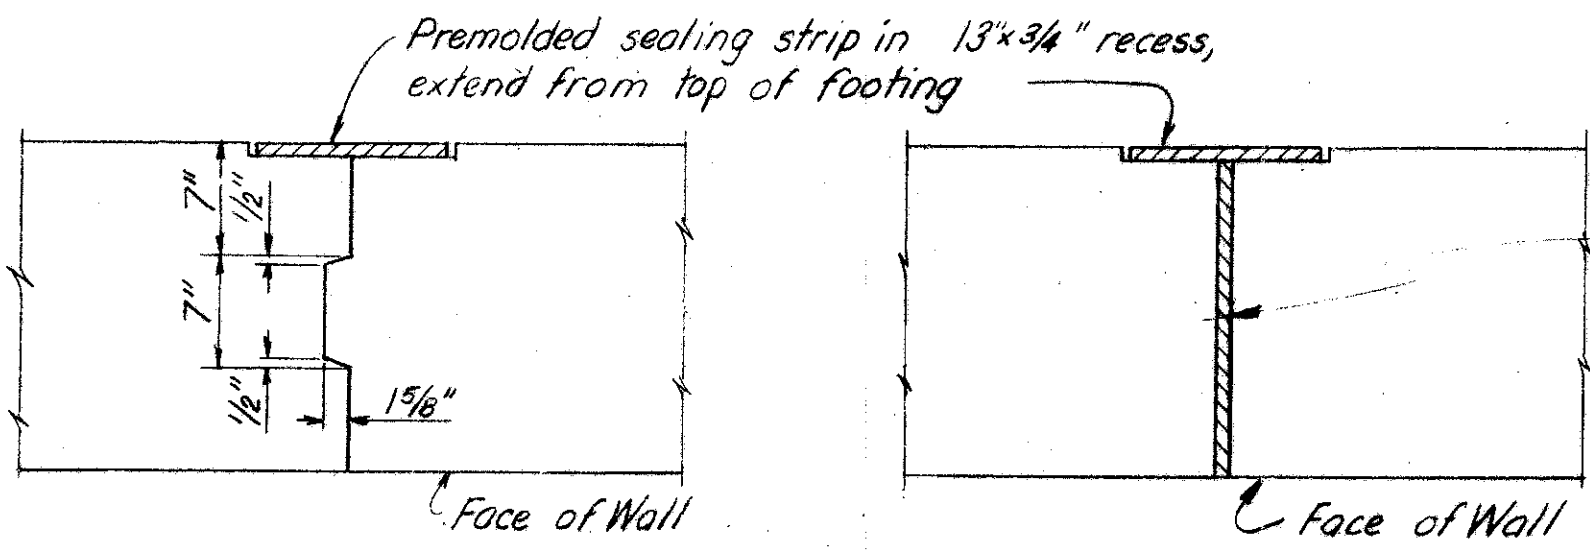 Premolded sealing strip in 13"x 3/4" recess,
extend from top of footing
7"
1/2"
7"
1/2"
1 5/8"
Face of Wall
Face of Wall